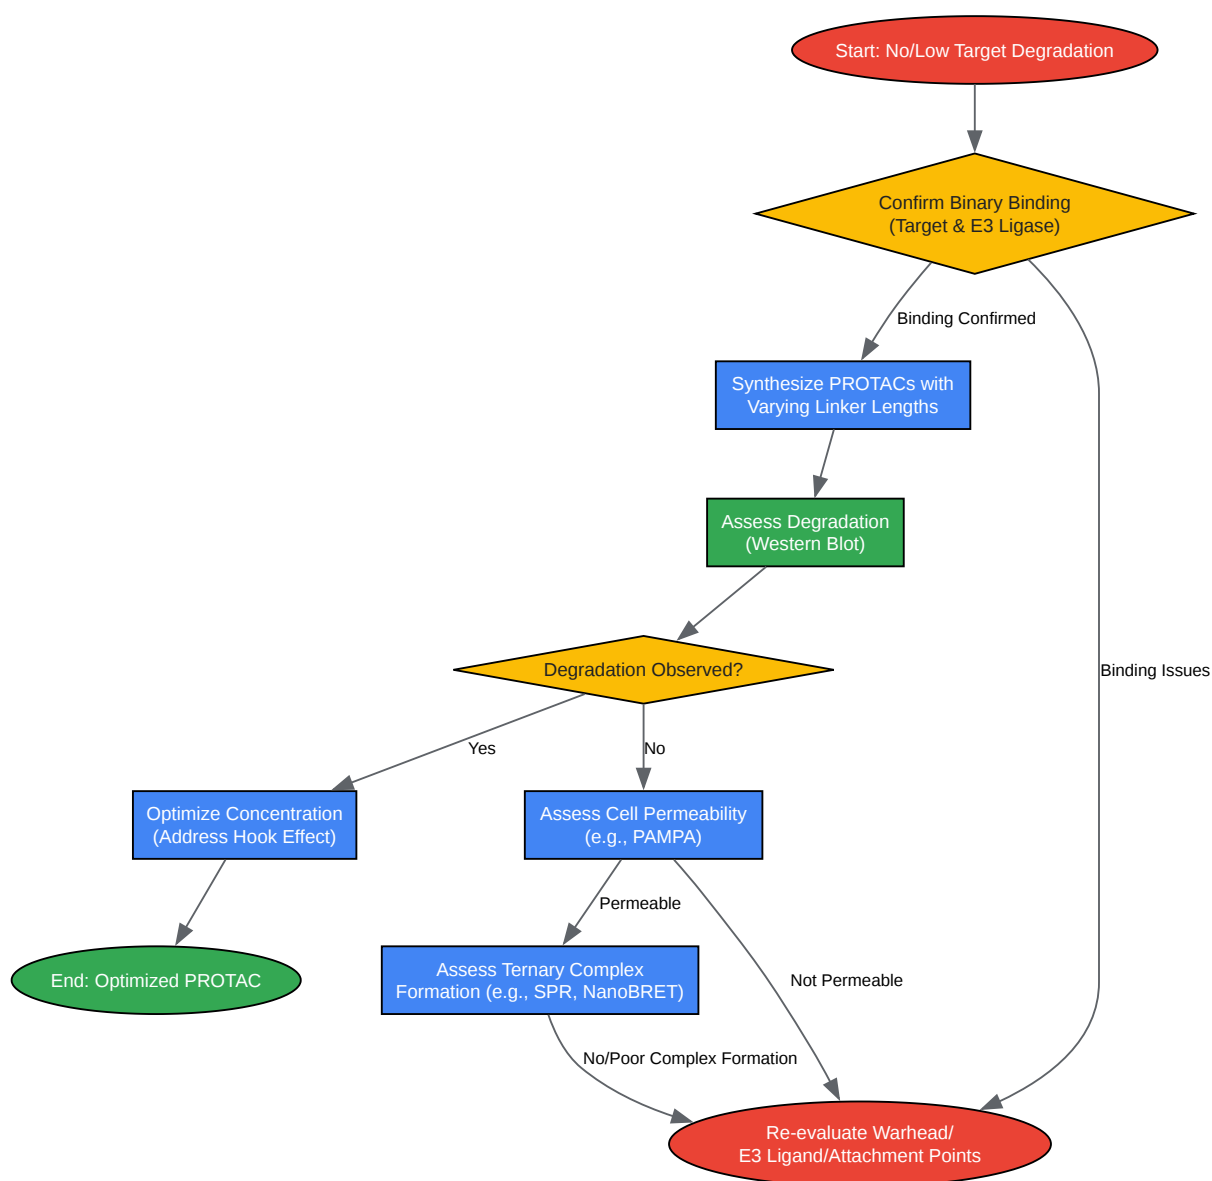 Start: No/Low Target Degradation
Confirm Binary Binding
(Target & E3 Ligase)
Binding Confirmed
Synthesize PROTACs with
Varying Linker Lengths
Assess Degradation
(Western Blot)
Degradation Observed?
Binding Issues
Yes
No
Optimize Concentration
(Address Hook Effect)
Assess Cell Permeability
(e.g., PAMPA)
Permeable
End: Optimized PROTAC
Assess Ternary Complex
Formation (e.g., SPR, NanoBRET)
Not Permeable
No/Poor Complex Formation
Re-evaluate Warhead/
E3 Ligand/Attachment Points